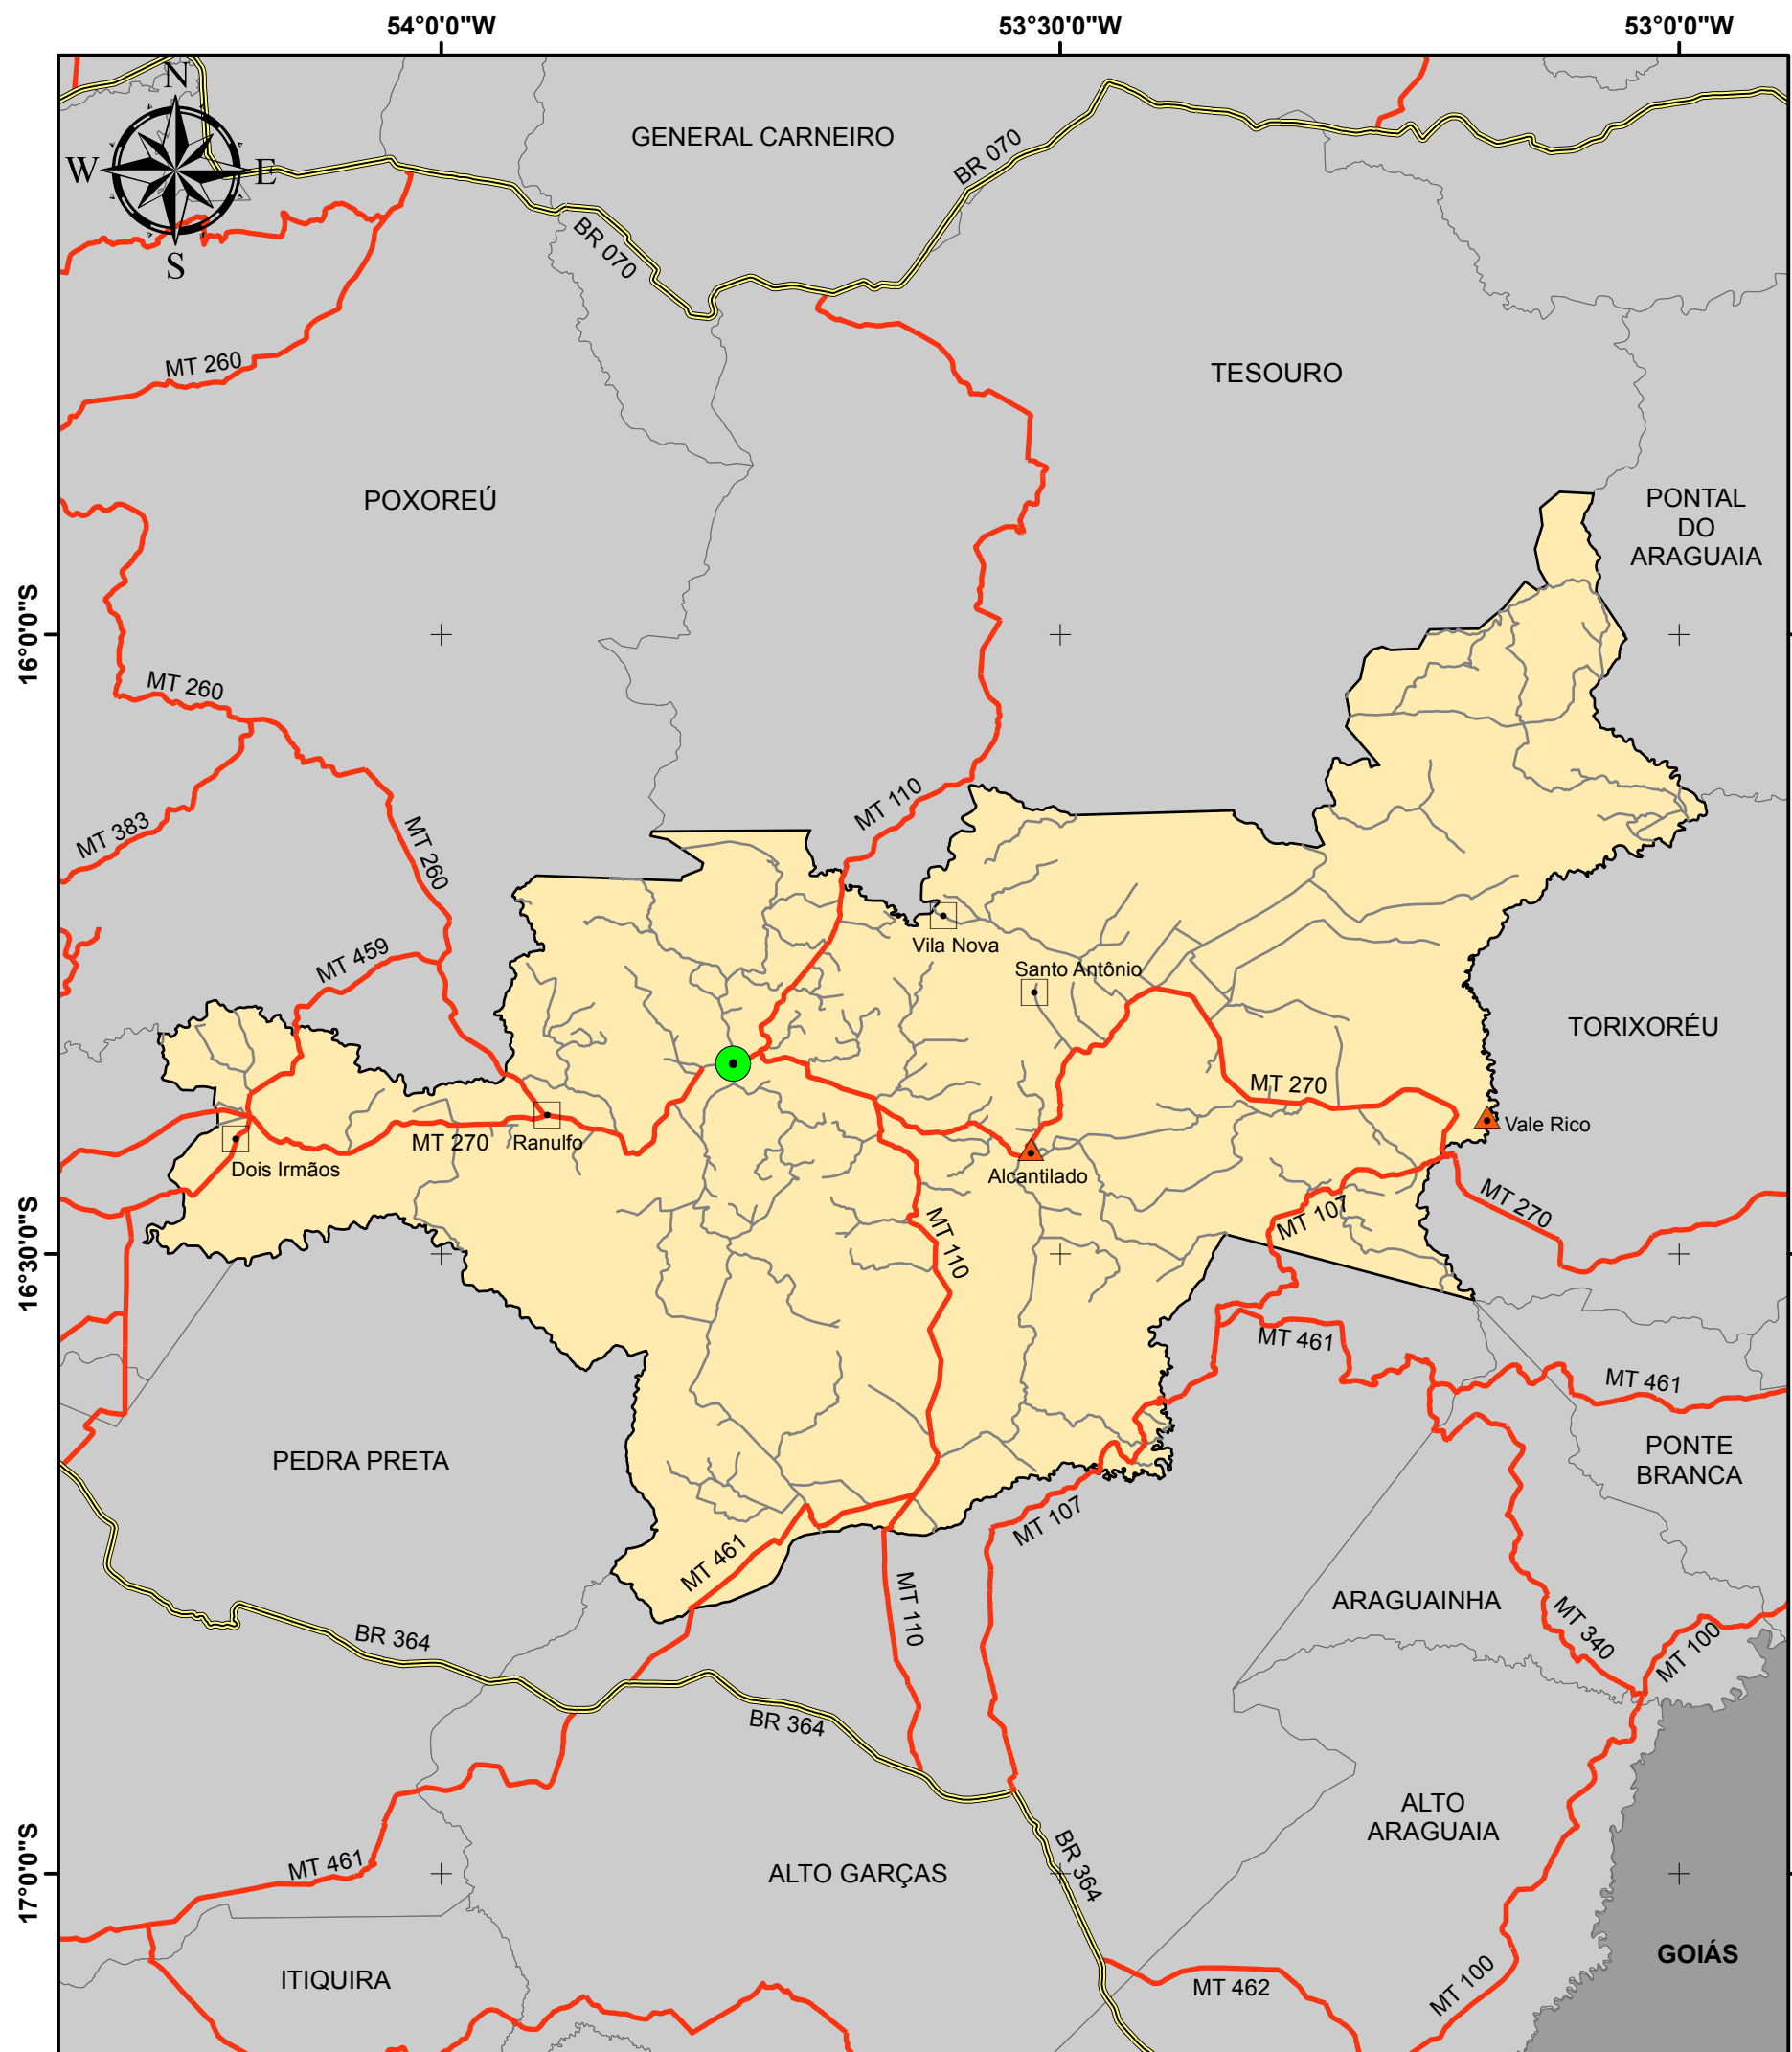 54°0'0"W
53°30'0"W
53°0'0"W
N
W
E
S
GENERAL CARNEIRO
BR 070
BR 070
MT 260
TESOURO
POXOREÚ
PONTAL
DO
ARAGUAIA
16°0'0"S
MT 260
MT 110
MT 383
MT 260
Vila Nova
MT 459
Santo Antônio
TORIXORÉU
MT 270
Vale Rico
MT 270
Ranulfo
Dois Irmãos
Alcantilado
MT 270
MT 107
MT 110
16°30'0"S
MT 461
MT 461
PEDRA PRETA
PONTE
BRANCA
MT 107
MT 461
ARAGUAINHA
MT 110
MT 340
MT 100
BR 364
BR 364
ALTO
ARAGUAIA
MT 461
ALTO GARÇAS
BR 364
17°0'0"S
GOIÁS
ITIQUIRA
MT 462
MT 100